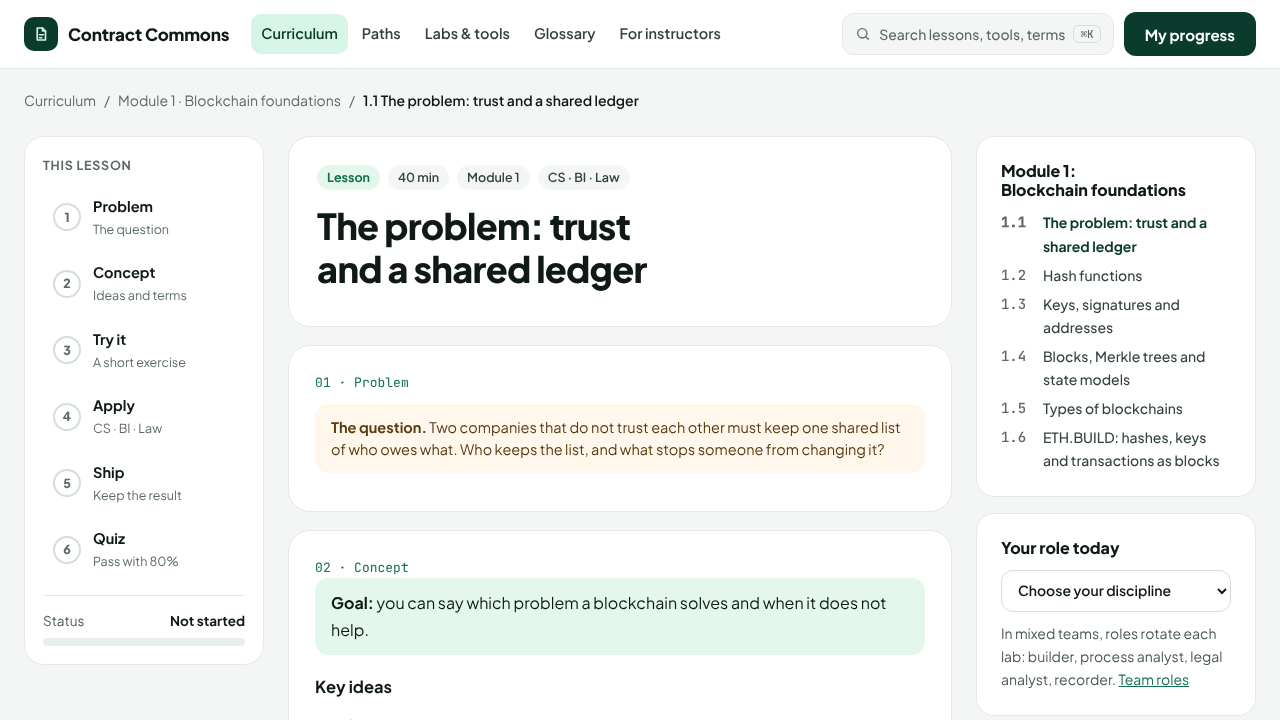 Contract Commons
Curriculum
Paths
Labs & tools
Glossary
For instructors
Search lessons, tools, terms
⌘K
My progress
Curriculum / Module 1 · Blockchain foundations / 1.1 The problem: trust and a shared ledger
THIS LESSON
1
Problem
The question
2
Concept
Ideas and terms
3
Try it
A short exercise
4
Apply
CS · BI · Law
5
Ship
Keep the result
6
Quiz
Pass with 80%
Status
Not started
Lesson
40 min
Module 1
CS · BI · Law
The problem: trust
and a shared ledger
01 · Problem
The question. Two companies that do not trust each other must keep one shared list
of who owes what. Who keeps the list, and what stops someone from changing it?
02 · Concept
Goal: you can say which problem a blockchain solves and when it does not
help.
Key ideas
Module 1:
Blockchain foundations
1.1 The problem: trust and a
shared ledger
1.2 Hash functions
1.3 Keys, signatures and
addresses
1.4 Blocks, Merkle trees and
state models
1.5 Types of blockchains
1.6 ETH.BUILD: hashes, keys
and transactions as blocks
Your role today
Choose your discipline
In mixed teams, roles rotate each
lab: builder, process analyst, legal
analyst, recorder. Team roles